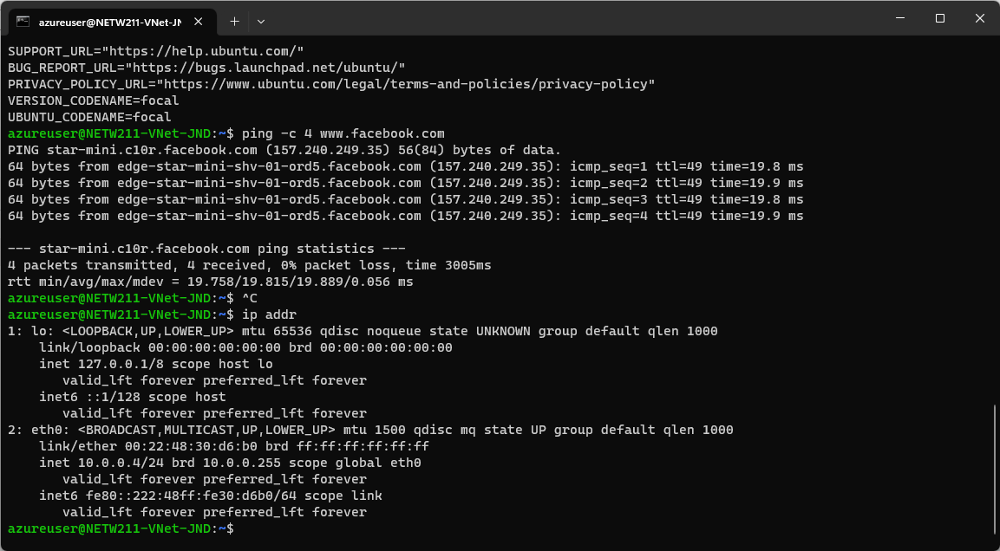 azureuser@NETW211-VNet-JN
SUPPORT_URL="https://help.ubuntu.com/"
BUG_REPORT_URL="https://bugs.launchpad.net/ubuntu/"
PRIVACY_POLICY_URL="https://www.ubuntu.com/legal/terms-and-policies/privacy-policy"
VERSION_CODENAME=focal
UBUNTU_CODENAME=focal
azureuser@NETW211-VNet-JND:~$ ping -c 4 www.facebook.com
PING star-mini.c10r.facebook.com (157.240.249.35) 56(84) bytes of data.
64 bytes from edge-star-mini-shv-01-ord5.facebook.com (157.240.249.35): icmp_seq=1 ttl=49 time=19.8 ms
64 bytes from edge-star-mini-shv-01-ord5.facebook.com (157.240.249.35): icmp_seq=2 ttl=49 time=19.9 ms
64 bytes from edge-star-mini-shv-01-ord5.facebook.com (157.240.249.35): icmp_seq=3 ttl=49 time=19.8 ms
64 bytes from edge-star-mini-shv-01-ord5.facebook.com (157.240.249.35): icmp_seq=4 ttl=49 time=19.9 ms

--- star-mini.c10r.facebook.com ping statistics ---
4 packets transmitted, 4 received, 0% packet loss, time 3005ms
rtt min/avg/max/mdev = 19.758/19.815/19.889/0.056 ms
azureuser@NETW211-VNet-JND:~$ ^C
azureuser@NETW211-VNet-JND:~$ ip addr
1: lo: <LOOPBACK,UP,LOWER_UP> mtu 65536 qdisc noqueue state UNKNOWN group default qlen 1000
    link/loopback 00:00:00:00:00:00 brd 00:00:00:00:00:00
    inet 127.0.0.1/8 scope host lo
       valid_lft forever preferred_lft forever
    inet6 ::1/128 scope host
       valid_lft forever preferred_lft forever
2: eth0: <BROADCAST,MULTICAST,UP,LOWER_UP> mtu 1500 qdisc mq state UP group default qlen 1000
    link/ether 00:22:48:30:d6:b0 brd ff:ff:ff:ff:ff:ff
    inet 10.0.0.4/24 brd 10.0.0.255 scope global eth0
       valid_lft forever preferred_lft forever
    inet6 fe80::222:48ff:fe30:d6b0/64 scope link
       valid_lft forever preferred_lft forever
azureuser@NETW211-VNet-JND:~$